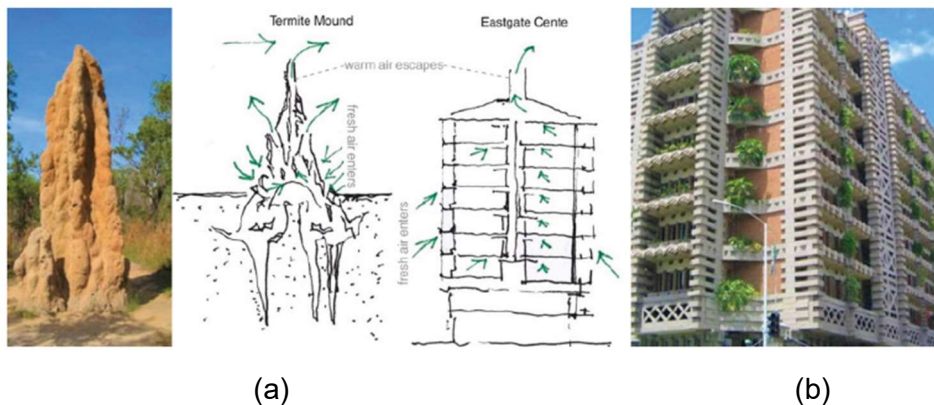 Termite Mound
Eastgate Cente
warm air escapes
fresh air enters
fresh air enters
(a)
(b)